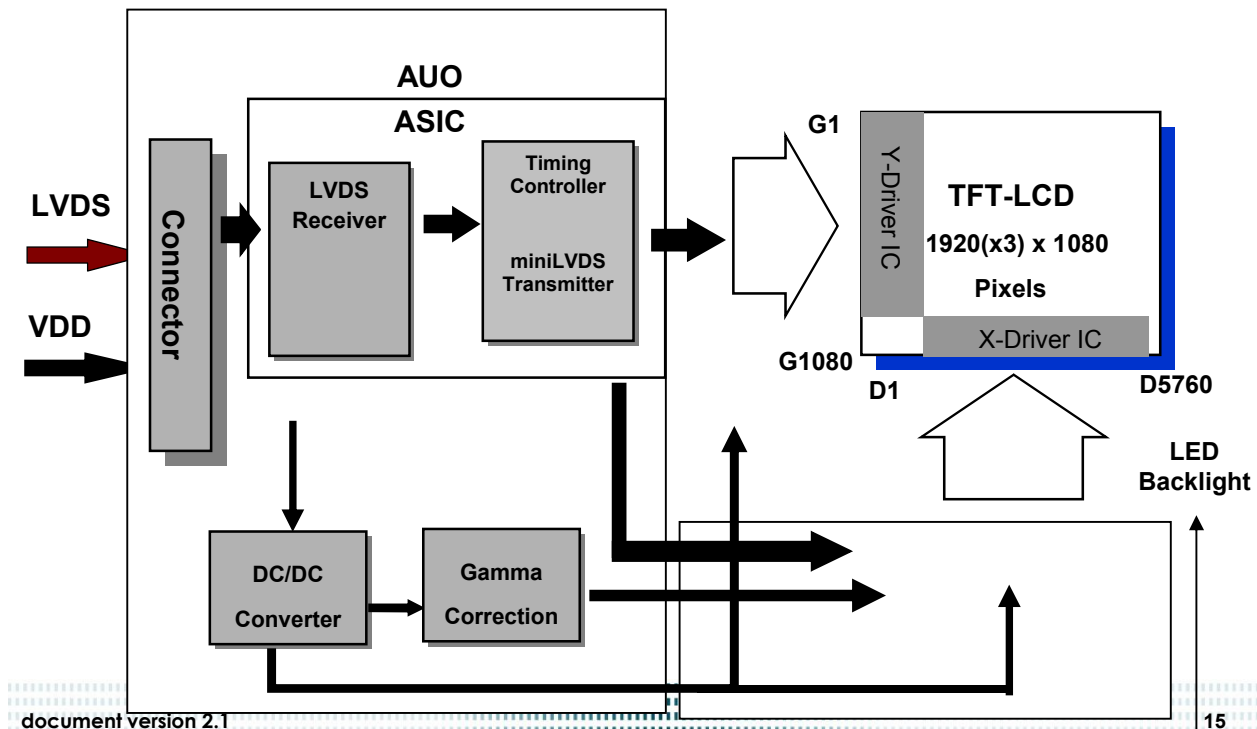 AUO
ASIC
LVDS
VDD
Connector
LVDS
Receiver
Timing
Controller
miniLVDS
Transmitter
G1
G1080
Y-Driver IC
TFT-LCD
1920(x3) x 1080
Pixels
X-Driver IC
D1
D5760
LED
Backlight
DC/DC
Converter
Gamma
Correction
document version 2.1
15